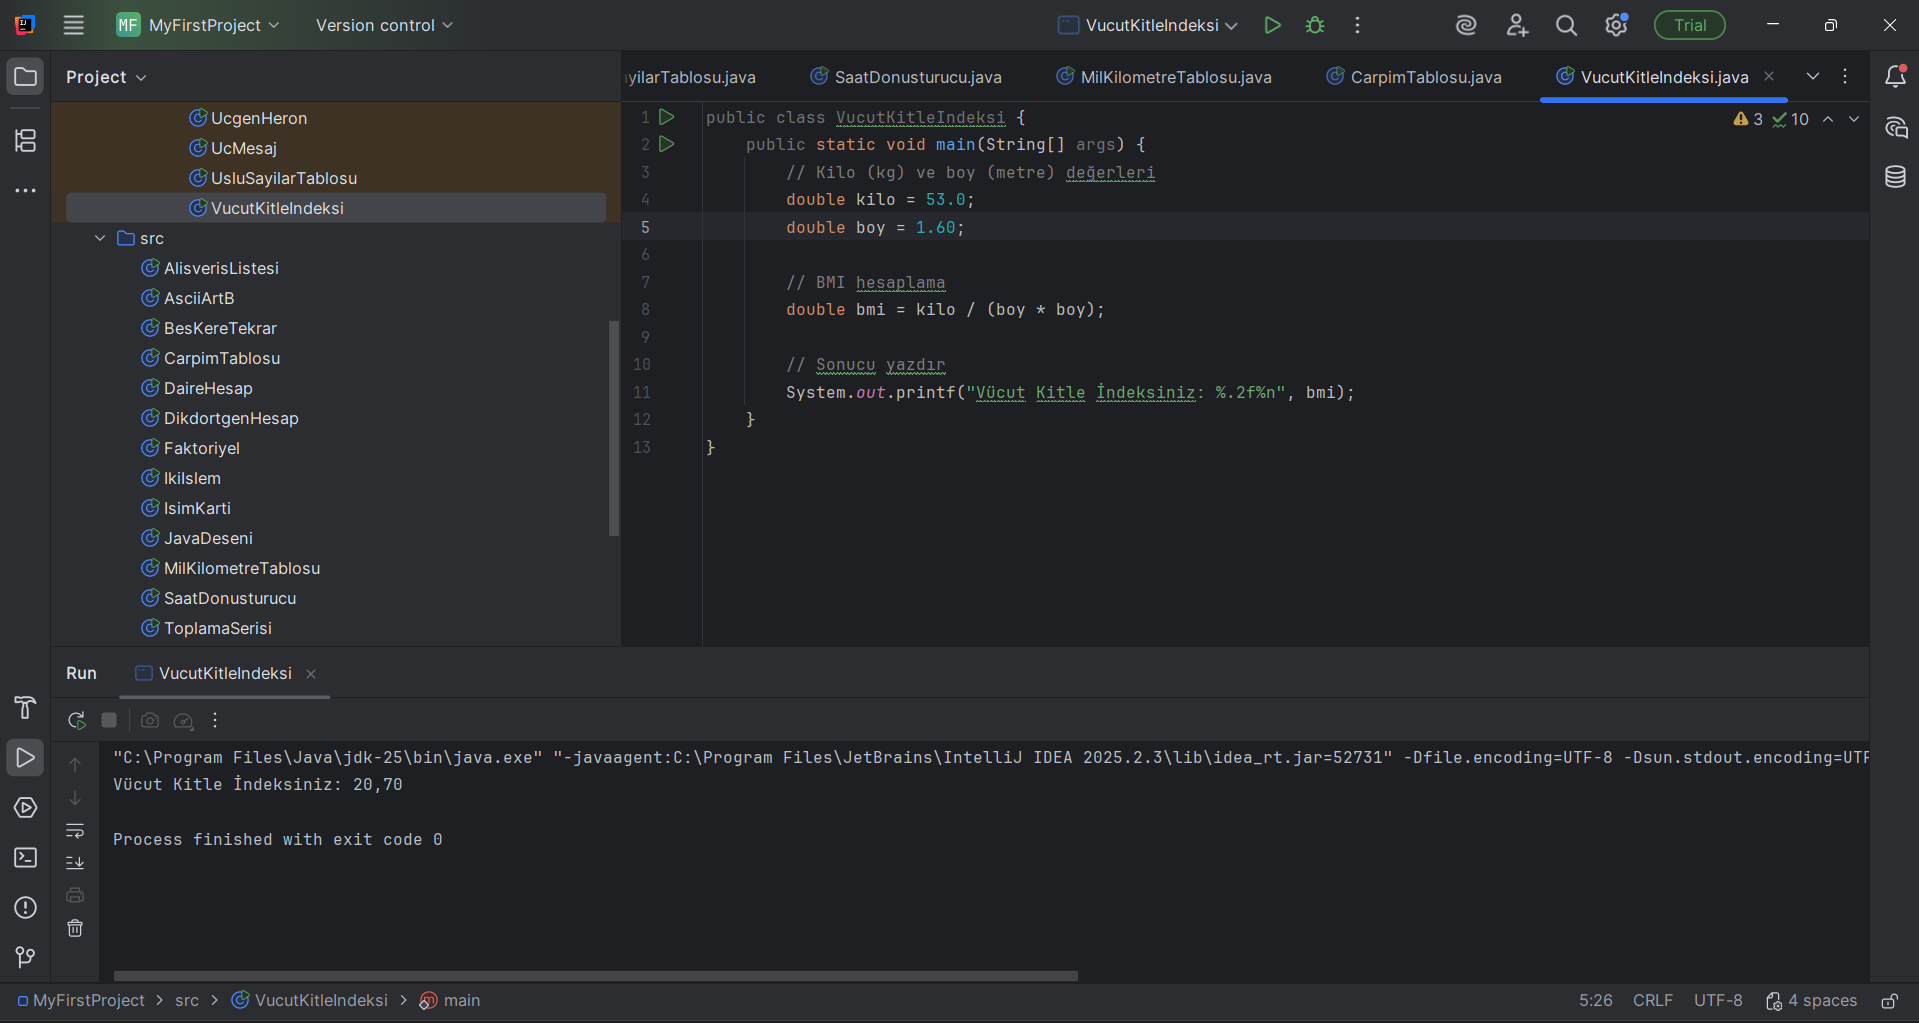 MF MyFirstProject Version control VucutKitleIndeksi Trial
Project
yilarTablosu.java SaatDonusturucu.java MilKilometreTablosu.java CarpimTablosu.java VucutKitleIndeksi.java
UcgenHeron
UcMesaj
UsluSayilarTablosu
VucutKitleIndeksi
src
AlisverisListesi
AsciiArtB
BesKereTekrar
CarpimTablosu
DaireHesap
DikdortgenHesap
Faktoriyel
IkiIslem
IsimKarti
JavaDeseni
MilKilometreTablosu
SaatDonusturucu
ToplamaSerisi
3 10
1 public class VucutKitleIndeksi {
2 public static void main(String[] args) {
3 // Kilo (kg) ve boy (metre) değerleri
4 double kilo = 53.0;
5 double boy = 1.60;
6
7 // BMI hesaplama
8 double bmi = kilo / (boy * boy);
9
10 // Sonucu yazdır
11 System.out.printf("Vücut Kitle İndeksiniz: %.2f%n", bmi);
12 }
13 }
Run VucutKitleIndeksi
"C:\Program Files\Java\jdk-25\bin\java.exe" "-javaagent:C:\Program Files\JetBrains\IntelliJ IDEA 2025.2.3\lib\idea_rt.jar=52731" -Dfile.encoding=UTF-8 -Dsun.stdout.encoding=UTF
Vücut Kitle İndeksiniz: 20,70
Process finished with exit code 0
MyFirstProject > src > VucutKitleIndeksi > main 5:26 CRLF UTF-8 4 spaces